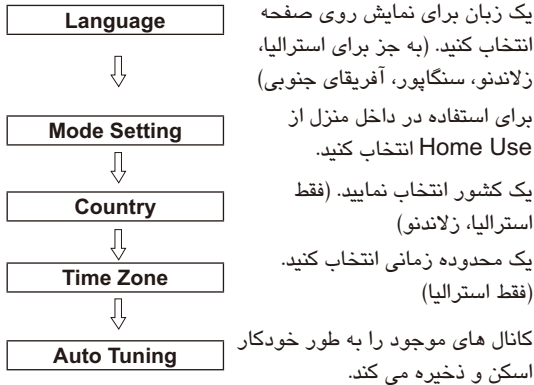 Language
یک زبان برای نمایش روی صفحه
انتخاب کنید. (به جز برای استرالیا،
زلاندنو، سنگاپور، آفریقای جنوبی)
Mode Setting
برای استفاده در داخل منزل از
Home Use انتخاب کنید.
Country
یک کشور انتخاب نمایید. (فقط
استرالیا، زلاندنو)
Time Zone
یک محدوده زمانی انتخاب کنید.
(فقط استرالیا)
Auto Tuning
کانال های موجود را به طور خودکار
اسکن و ذخیره می کند.